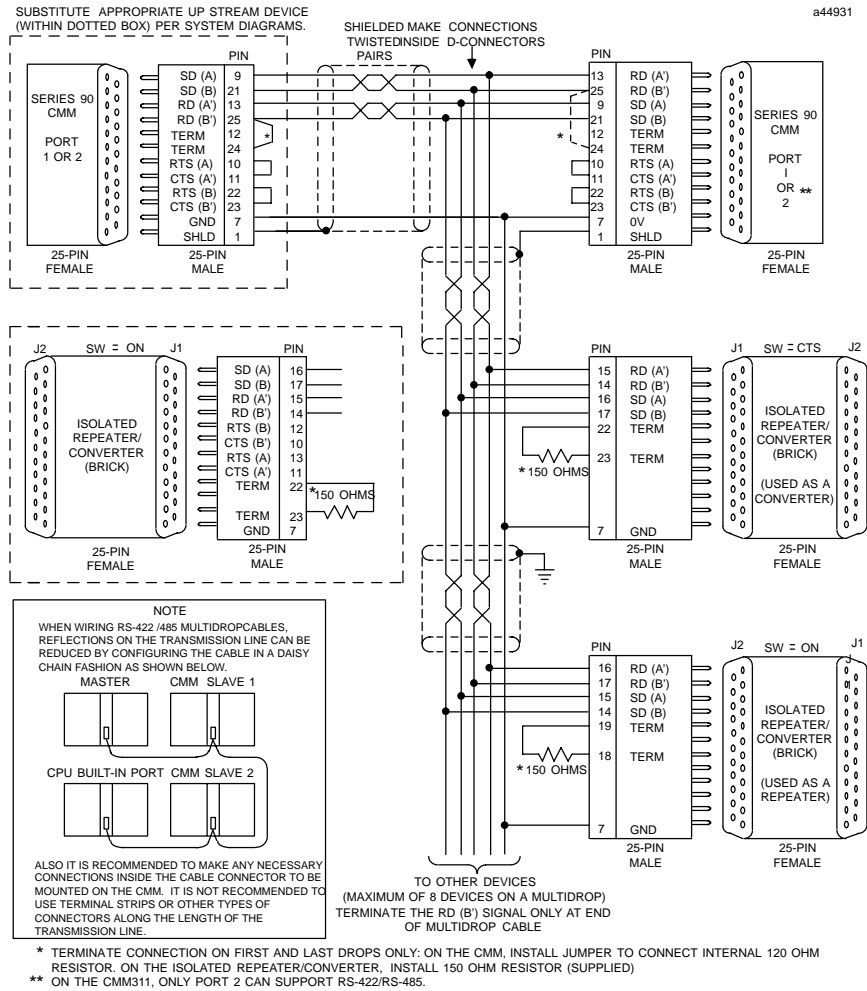 SUBSTITUTE APPROPRIATE UP STREAM DEVICE
(WITHIN DOTTED BOX) PER SYSTEM DIAGRAMS.
SHIELDED MAKE CONNECTIONS
TWISTEDINSIDE D-CONNECTORS
PAIRS
a44931
PIN
SERIES 90
CMM
PORT
1 OR 2
SD (A) 9
SD (B) 21
RD (A') 13
RD (B') 25
TERM 12
TERM 24
RTS (A) 10
CTS (A') 11
RTS (B) 22
CTS (B') 23
GND 7
SHLD 1
*
25-PIN
FEMALE
25-PIN
MALE
PIN
13 RD (A')
25 RD (B')
9 SD (A)
21 SD (B)
12 TERM
24 TERM
10 RTS (A)
11 CTS (A')
22 RTS (B)
23 CTS (B')
7 0V
1 SHLD
*
SERIES 90
CMM
PORT
I
OR **
2
25-PIN
MALE
25-PIN
FEMALE
J2 SW = ON J1
PIN
ISOLATED
REPEATER/
CONVERTER
(BRICK)
SD (A) 16
SD (B) 17
RD (A') 15
RD (B') 14
RTS (B) 12
CTS (B') 10
RTS (A) 13
CTS (A') 11
TERM 22
TERM 23
GND 7
*150 OHMS
25-PIN
FEMALE
25-PIN
MALE
PIN
15 RD (A')
14 RD (B')
16 SD (A)
17 SD (B)
22 TERM
23 TERM
7 GND
*150 OHMS
J1 SW = CTS J2
ISOLATED
REPEATER/
CONVERTER
(BRICK)
(USED AS A
CONVERTER)
25-PIN
MALE
25-PIN
FEMALE
NOTE
WHEN WIRING RS-422 /485 MULTIDROPCABLES,
REFLECTIONS ON THE TRANSMISSION LINE CAN BE
REDUCED BY CONFIGURING THE CABLE IN A DAISY
CHAIN FASHION AS SHOWN BELOW.
MASTER CMM SLAVE 1
CPU BUILT-IN PORT CMM SLAVE 2
ALSO IT IS RECOMMENDED TO MAKE ANY NECESSARY
CONNECTIONS INSIDE THE CABLE CONNECTOR TO BE
MOUNTED ON THE CMM. IT IS NOT RECOMMENDED TO
USE TERMINAL STRIPS OR OTHER TYPES OF
CONNECTORS ALONG THE LENGTH OF THE
TRANSMISSION LINE.
PIN
16 RD (A')
17 RD (B')
15 SD (A)
14 SD (B)
19 TERM
18 TERM
7 GND
*150 OHMS
J2 SW = ON J1
J
ISOLATED
REPEATER/
CONVERTER
(BRICK)
(USED AS A
REPEATER)
25-PIN
MALE
25-PIN
FEMALE
TO OTHER DEVICES
(MAXIMUM OF 8 DEVICES ON A MULTIDROP)
TERMINATE THE RD (B') SIGNAL ONLY AT END
OF MULTIDROP CABLE
* TERMINATE CONNECTION ON FIRST AND LAST DROPS ONLY: ON THE CMM, INSTALL JUMPER TO CONNECT INTERNAL 120 OHM
RESISTOR. ON THE ISOLATED REPEATER/CONVERTER, INSTALL 150 OHM RESISTOR (SUPPLIED)
** ON THE CMM311, ONLY PORT 2 CAN SUPPORT RS-422/RS-485.